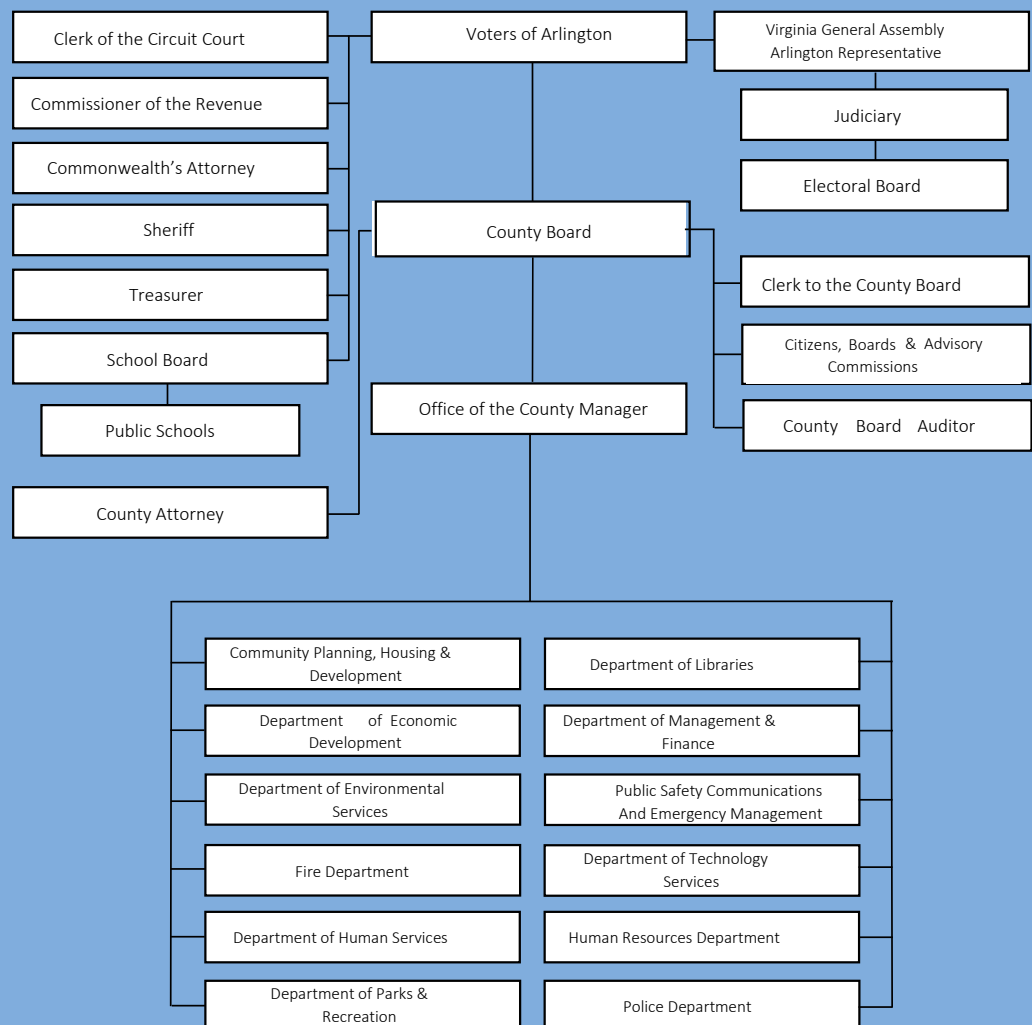 Clerk of the Circuit Court
Commissioner of the Revenue
Commonwealth’s Attorney
Sheriff
Treasurer
School Board
Public Schools
County Attorney
Voters of Arlington
County Board
Office of the County Manager
Virginia General Assembly
Arlington Representative
Judiciary
Electoral Board
Clerk to the County Board
Citizens, Boards & Advisory
Commissions
County Board Auditor
Community Planning, Housing &
Development
Department of Economic
Development
Department of Environmental
Services
Fire Department
Department of Human Services
Department of Parks &
Recreation
Department of Libraries
Department of Management &
Finance
Public Safety Communications
And Emergency Management
Department of Technology
Services
Human Resources Department
Police Department